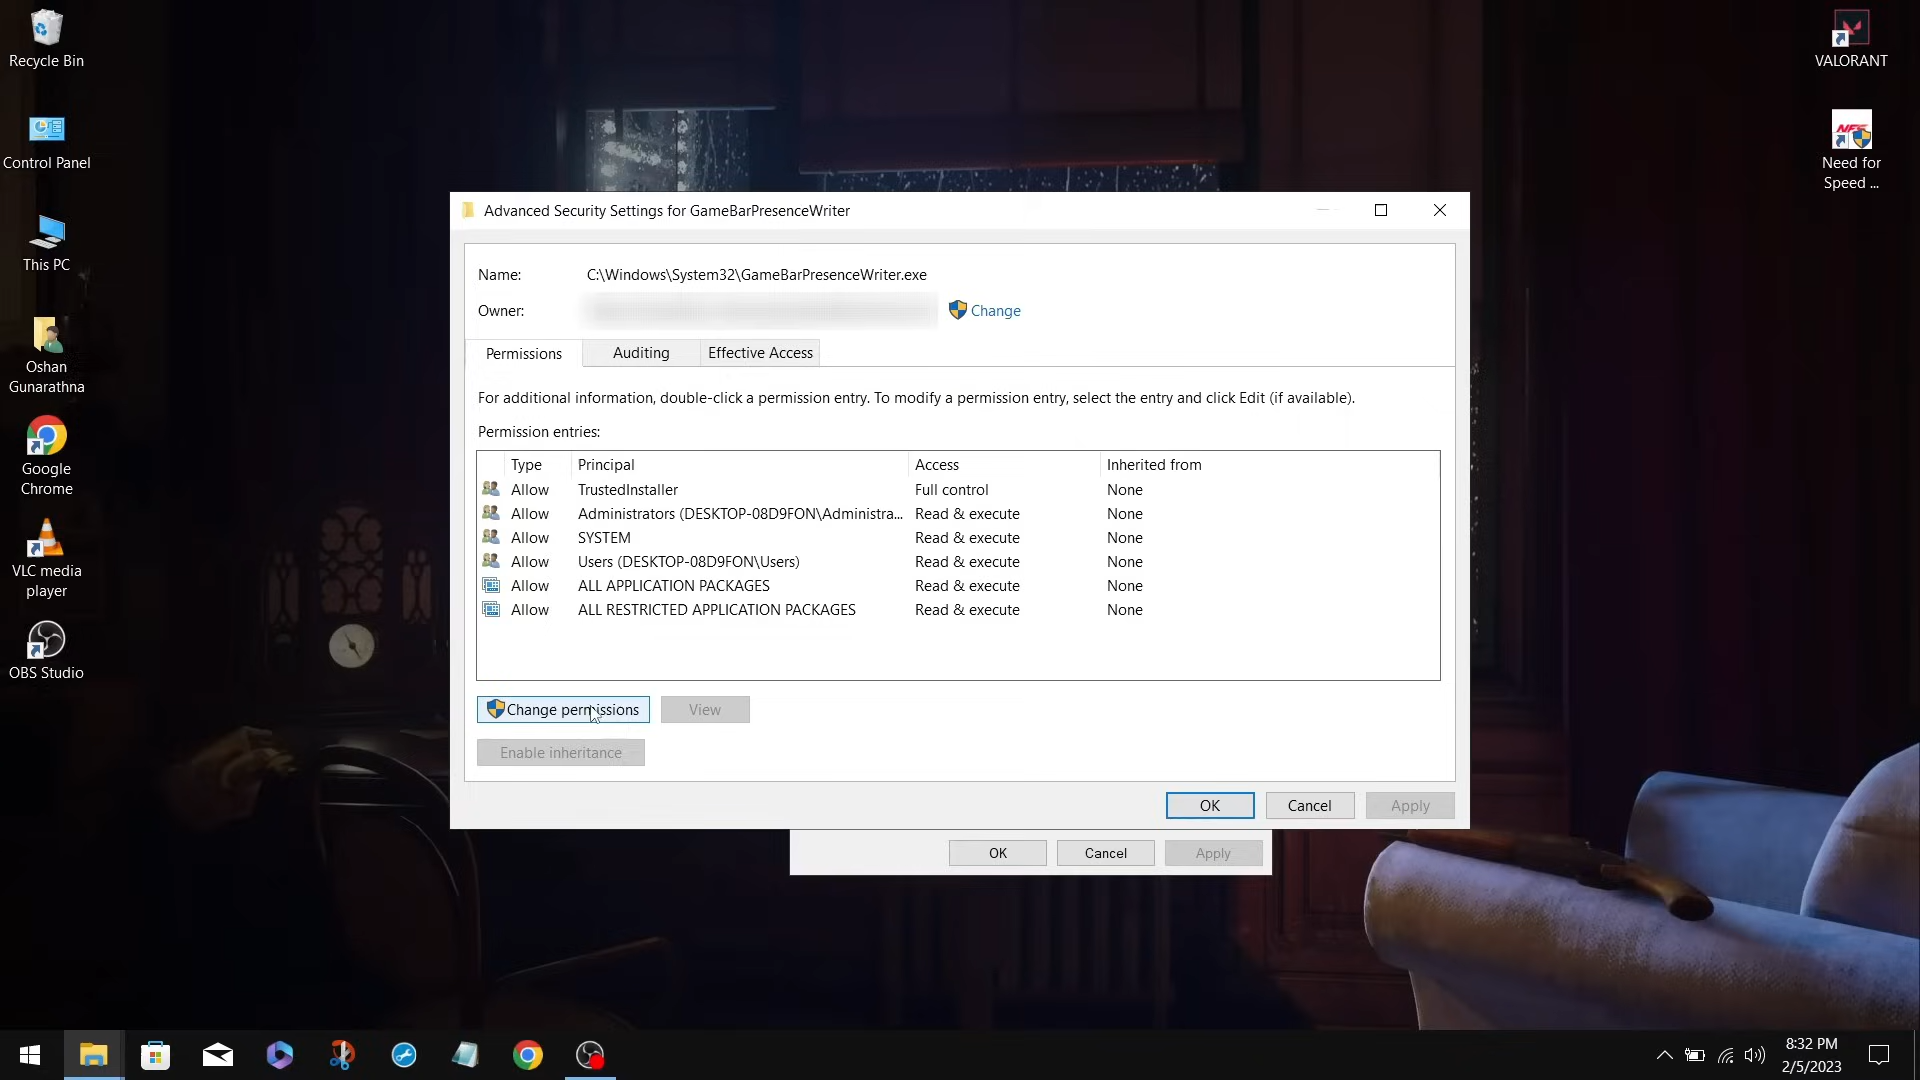 Recycle Bin
Control Panel
This PC
Oshan
Gunarathna
Google
Chrome
VLC media
player
OBS Studio
VALORANT
NFS
Need for
Speed ...
Advanced Security Settings for GameBarPresenceWriter
Name: C:\Windows\System32\GameBarPresenceWriter.exe
Owner: Change
Permissions Auditing Effective Access
For additional information, double-click a permission entry. To modify a permission entry, select the entry and click Edit (if available).
Permission entries:
Type Principal Access Inherited from
Allow TrustedInstaller Full control None
Allow Administrators (DESKTOP-08D9FON\Administra... Read & execute None
Allow SYSTEM Read & execute None
Allow Users (DESKTOP-08D9FON\Users) Read & execute None
Allow ALL APPLICATION PACKAGES Read & execute None
Allow ALL RESTRICTED APPLICATION PACKAGES Read & execute None
Change permissions View
Enable inheritance
OK Cancel Apply
OK Cancel Apply
8:32 PM
2/5/2023